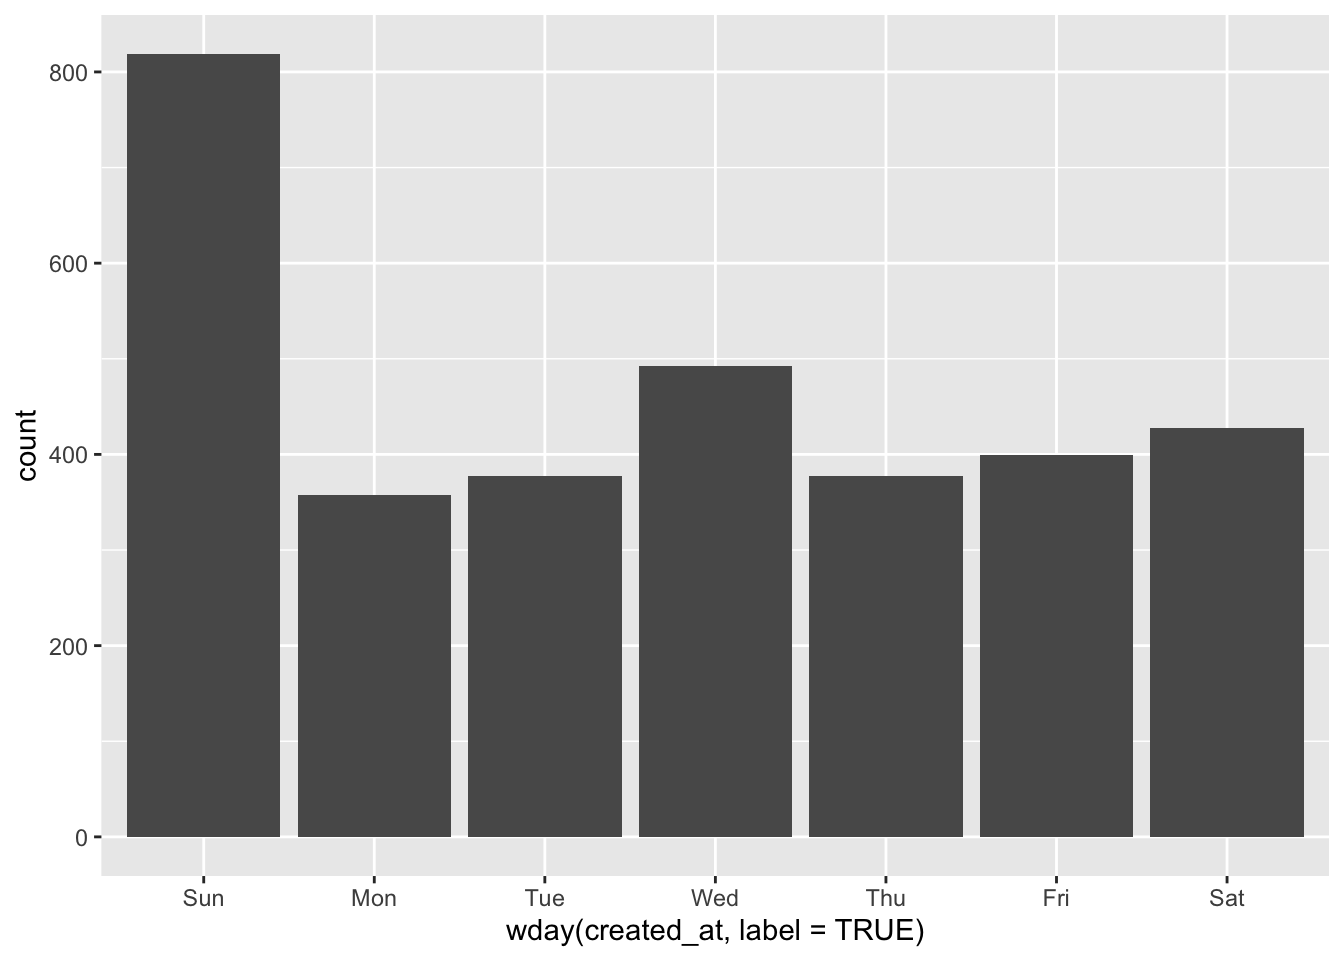 800
600
400
200
0
count
Sun Mon Tue Wed Thu Fri Sat
wday(created_at, label = TRUE)